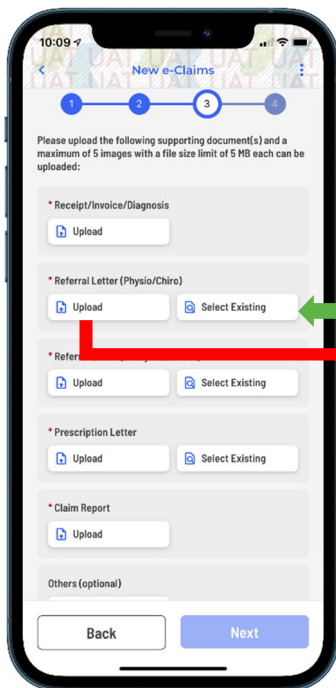 10:09
New e-Claims
1 2 3 4
Please upload the following supporting document(s) and a
maximum of 5 images with a file size limit of 5 MB each can be
uploaded:
* Receipt/Invoice/Diagnosis
Upload
* Referral Letter (Physio/Chiro)
Upload Select Existing
Upload Select Existing
* Prescription Letter
Upload Select Existing
* Claim Report
Upload
Others (optional)
Back Next